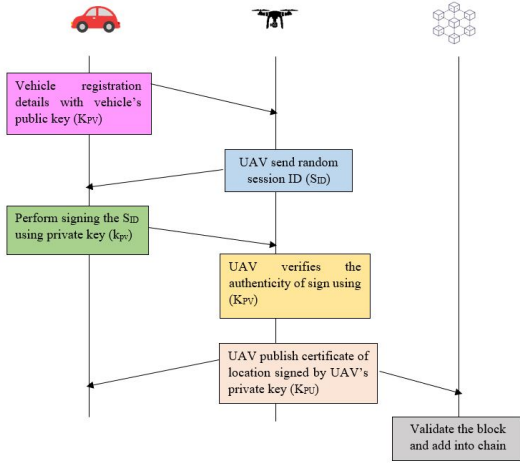 Vehicle registration
details with vehicle's
public key (KPV)
UAV send random
session ID (SID)
Perform signing the SID
using private key (kpv)
UAV verifies the
authenticity of sign using
(KPV)
UAV publish certificate of
location signed by UAV's
private key (KPU)
Validate the block
and add into chain